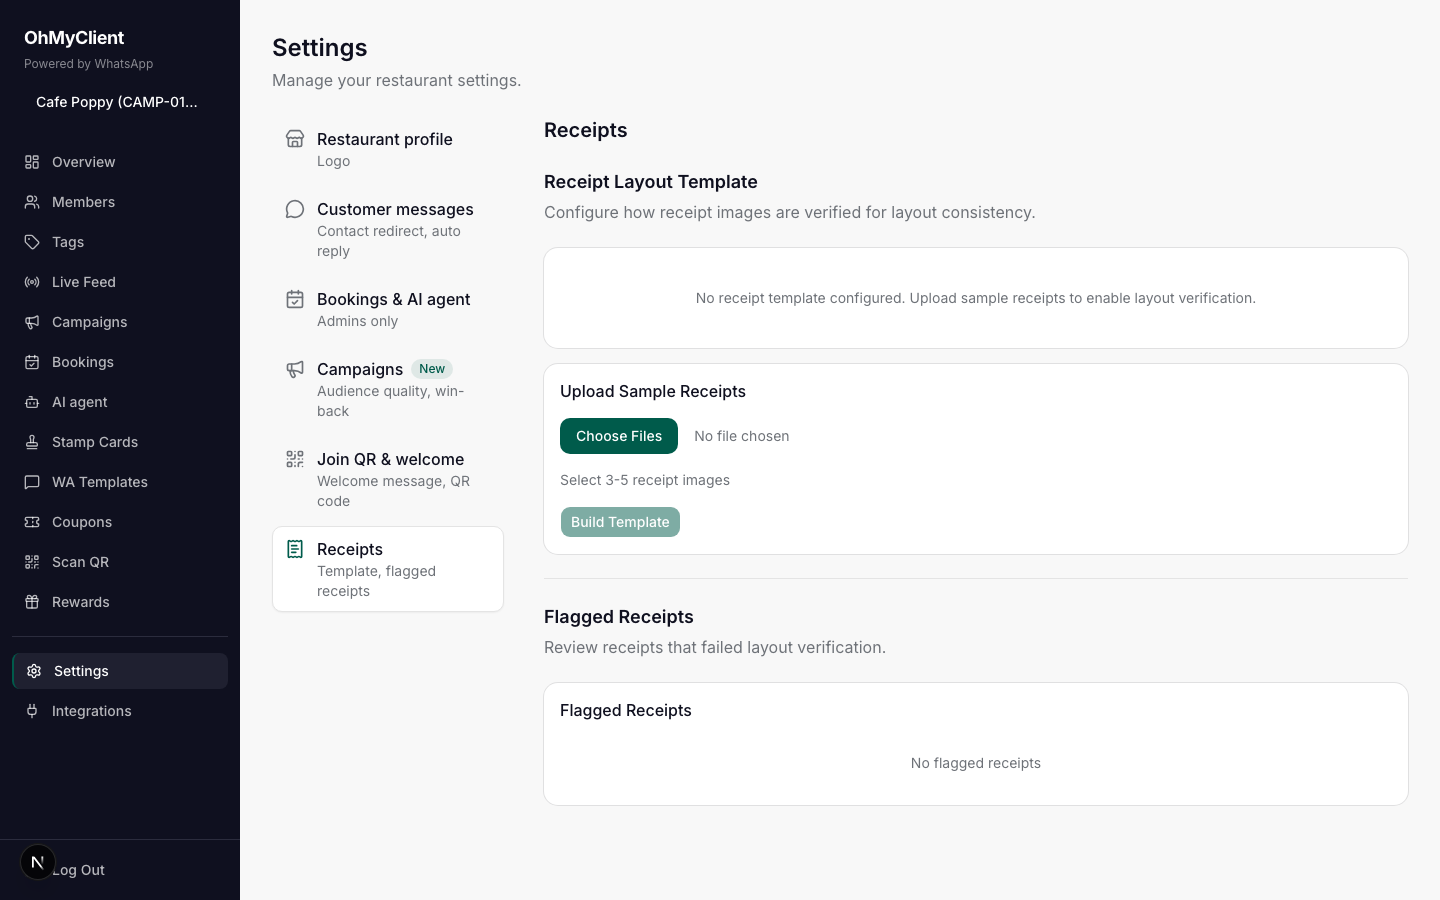 OhMyClient
Powered by WhatsApp
Cafe Poppy (CAMP-01...
Overview
Members
Tags
Live Feed
Campaigns
Bookings
AI agent
Stamp Cards
WA Templates
Coupons
Scan QR
Rewards
Settings
Integrations
N
Log Out
Settings
Manage your restaurant settings.
Restaurant profile
Logo
Customer messages
Contact redirect, auto
reply
Bookings & AI agent
Admins only
Campaigns New
Audience quality, win-
back
Join QR & welcome
Welcome message, QR
code
Receipts
Template, flagged
receipts
Receipts
Receipt Layout Template
Configure how receipt images are verified for layout consistency.
No receipt template configured. Upload sample receipts to enable layout verification.
Upload Sample Receipts
Choose Files No file chosen
Select 3-5 receipt images
Build Template
Flagged Receipts
Review receipts that failed layout verification.
Flagged Receipts
No flagged receipts